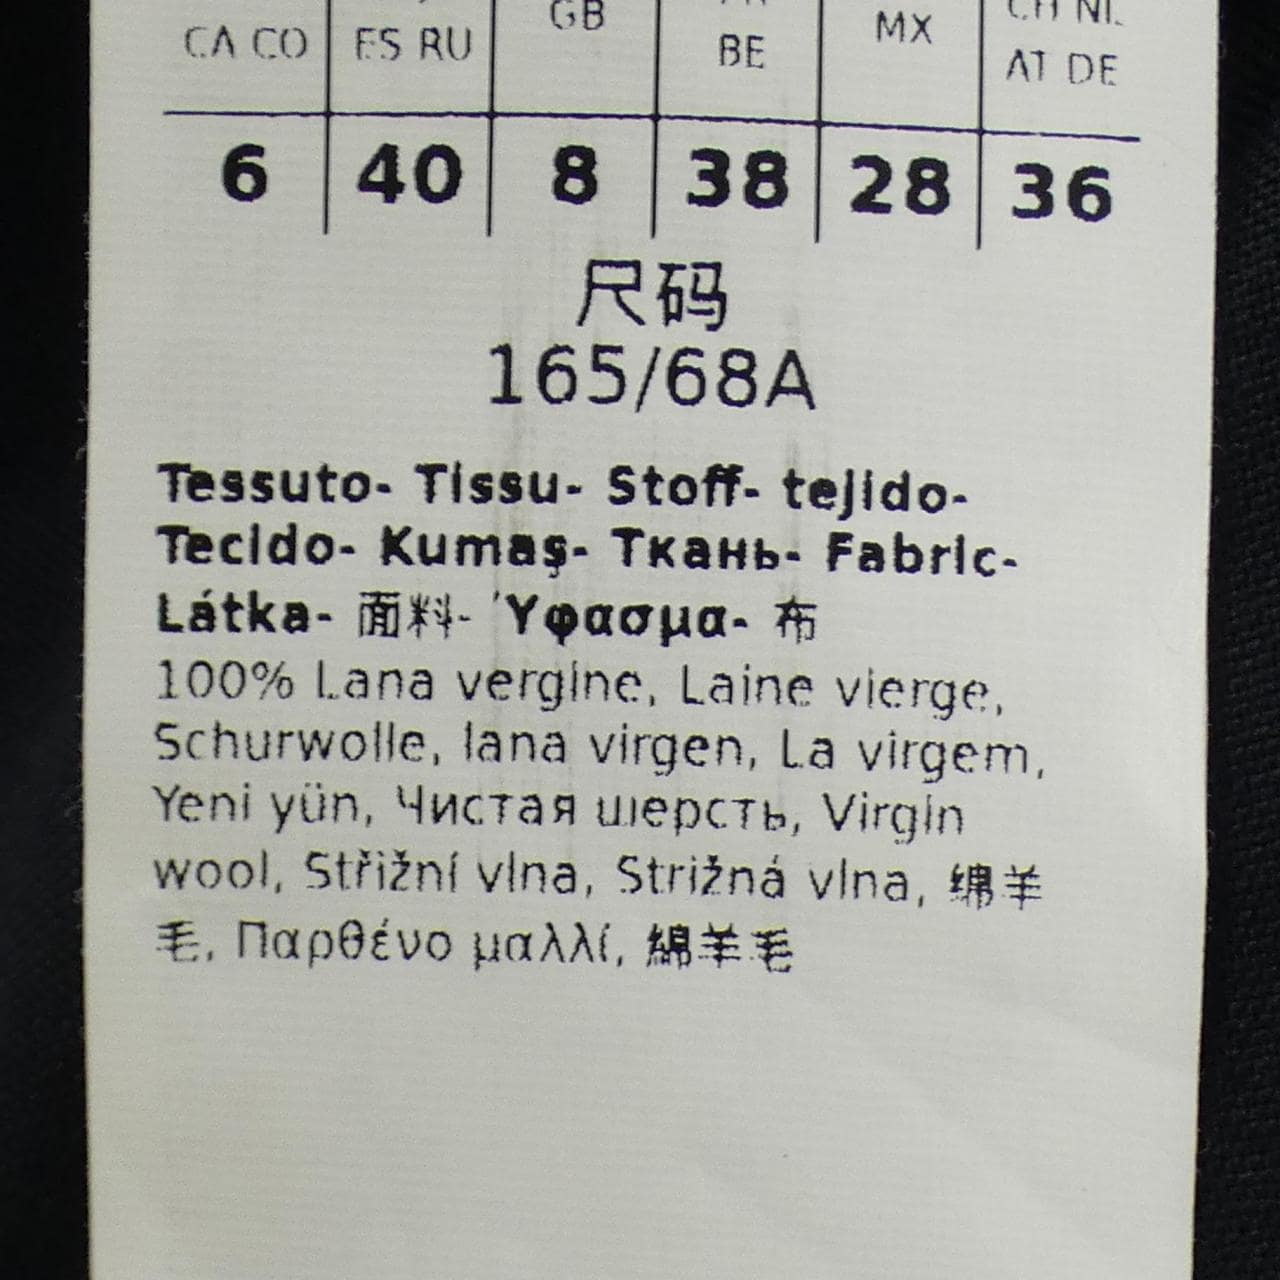 GB
MX
CH NL
CA CO
ES RU
BE
AT DE
6 40 8 38 28 36
尺码
165/68A
Tessuto- Tissu- Stoff- tejido-
Tecido- Kumaş- Ткань- Fabric-
Látka- 面料- Ύφασμα- 布
100% Lana vergine, Laine vierge,
Schurwolle, lana virgen, La virgem,
Yeni yün, Чистая шерсть, Virgin
wool, Střižní vlna, Strižná vlna, 绵羊
毛, Παρθένο μαλλί, 綿羊毛